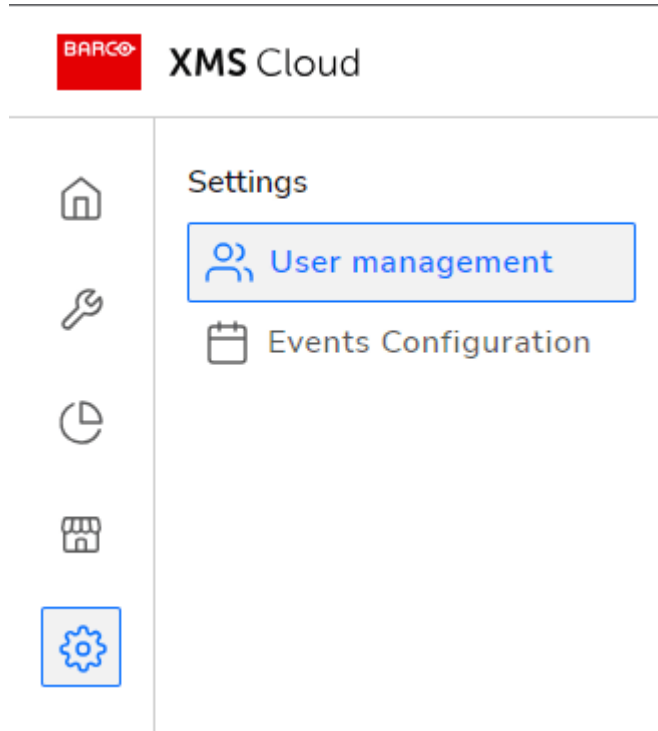 BARCO
XMS Cloud
Settings
User management
Events Configuration